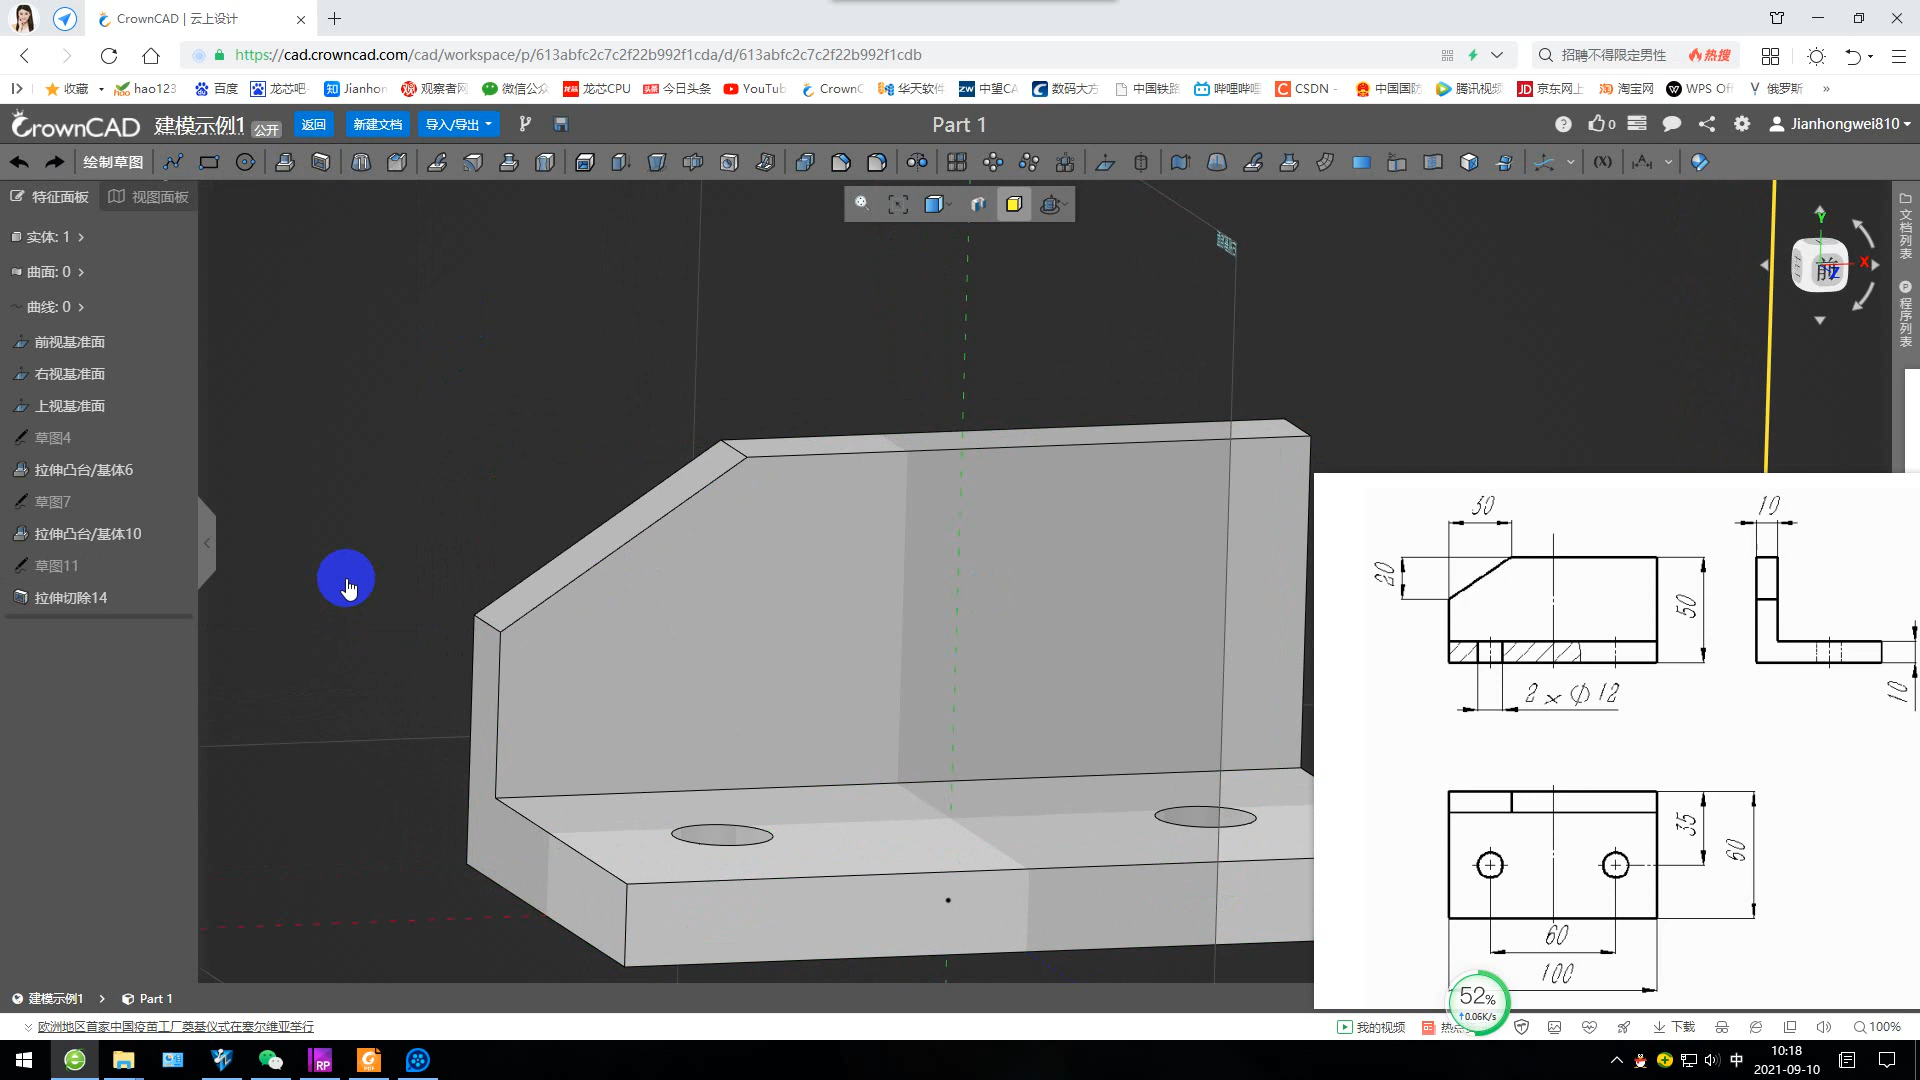 CrownCAD | 云上设计
https://cad.crowncad.com/cad/workspace/p/613abfc2c7c2f22b992f1cda/d/613abfc2c7c2f22b992f1cdb
招聘不得限定男性
热搜
收藏
hao123
百度
龙芯吧
Jianhon
观察者网
微信公众
龙芯CPU
今日头条
YouTub
CrownC
华天软件
中望CA
数码大方
中国铁路
哔哩哔哩
CSDN -
中国国防
腾讯视频
京东网上
淘宝网
WPS Off
俄罗斯
CrownCAD
建模示例1
公开
返回
新建文档
导入/导出
Part 1
0
Jianhongwei810
绘制草图
(x)
特征面板
视图面板
实体: 1
曲面: 0
曲线: 0
前视基准面
右视基准面
上视基准面
草图4
拉伸凸台/基体6
草图7
拉伸凸台/基体10
草图11
拉伸切除14
Y
X
Z
前
文档列表
程序列表
30
10
20
50
2×Φ12
10
35
60
60
100
建模示例1
Part 1
52%
0.06K/s
欧洲地区首家中国疫苗工厂奠基仪式在塞尔维亚举行
我的视频
热点
下载
100%
RP
中
10:18
2021-09-10